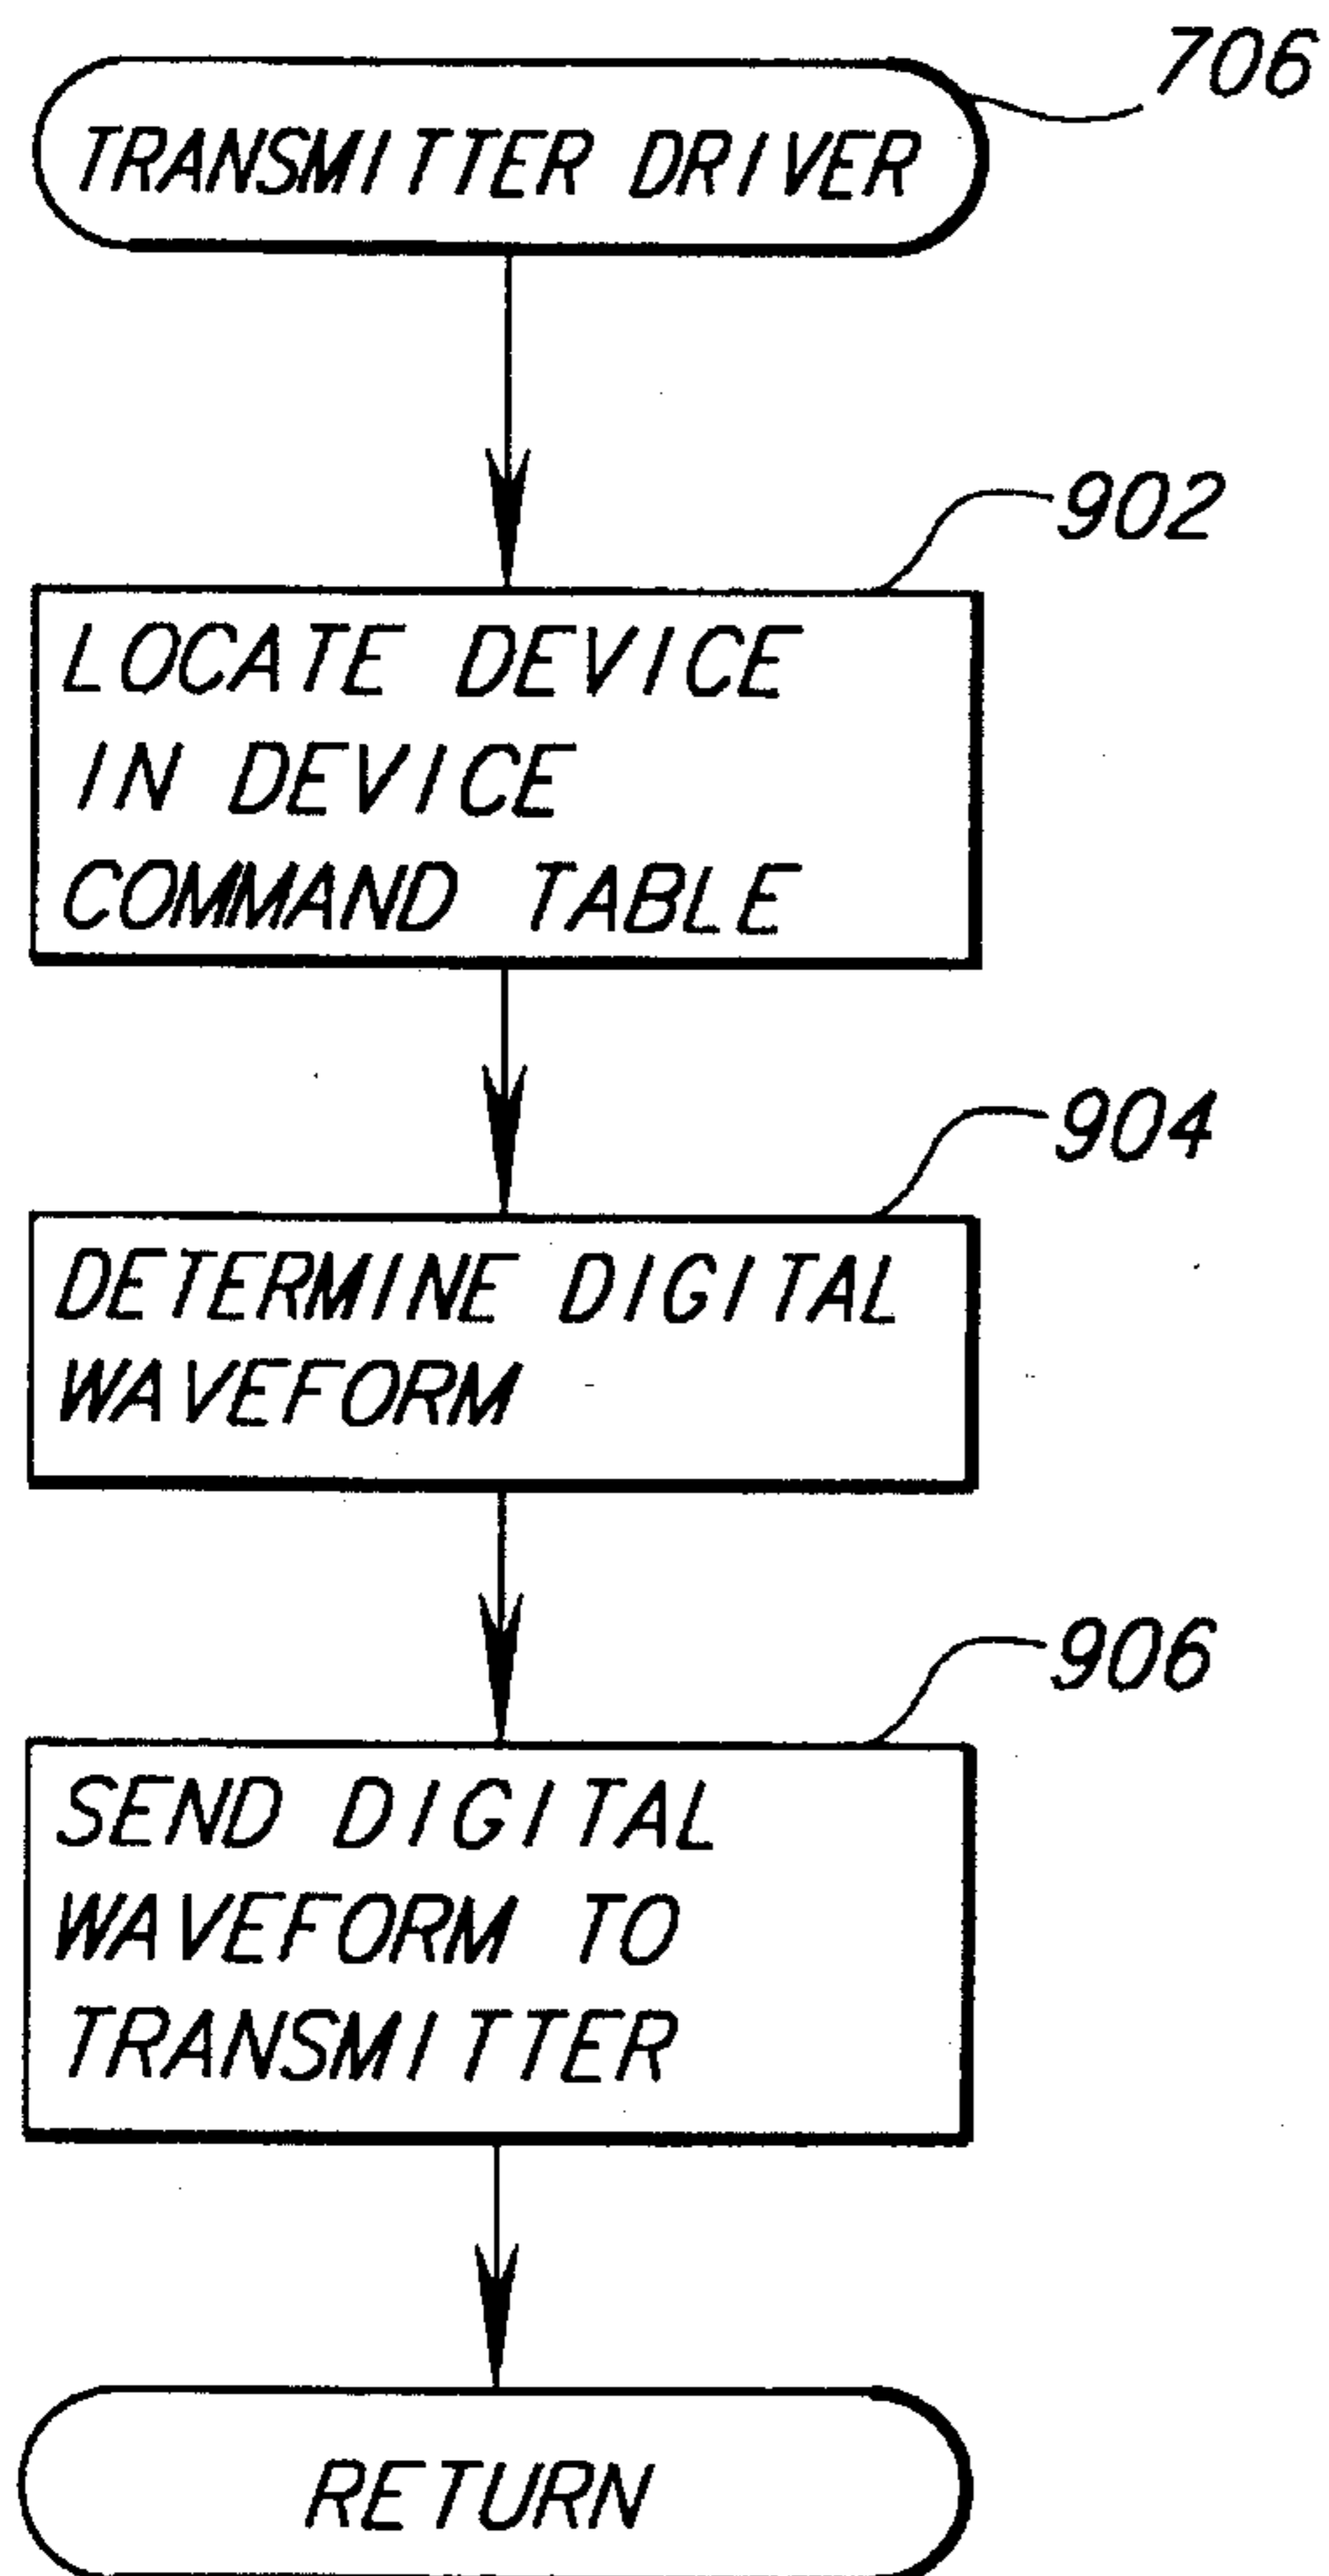 706
TRANSMITTER DRIVER
902
LOCATE DEVICE
IN DEVICE
COMMAND TABLE
904
DETERMINE DIGITAL
WAVEFORM
906
SEND DIGITAL
WAVEFORM TO
TRANSMITTER
RETURN